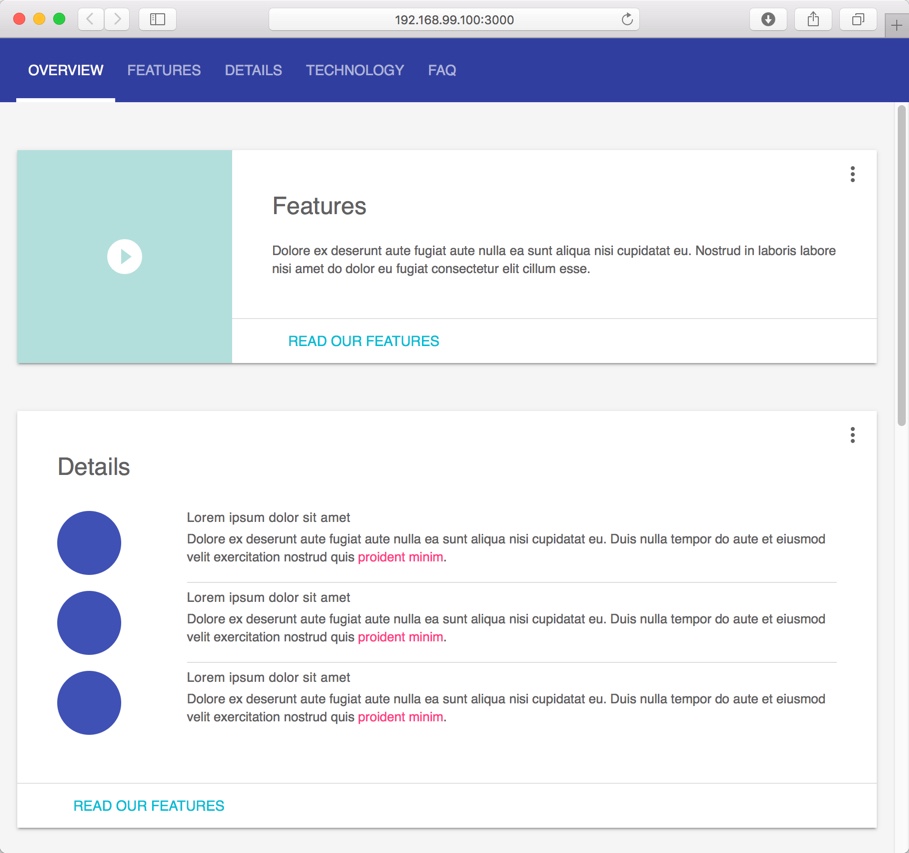 192.168.99.100:3000
OVERVIEW FEATURES DETAILS TECHNOLOGY FAQ
Features
Dolore ex deserunt aute fugiat aute nulla ea sunt aliqua nisi cupidatat eu. Nostrud in laboris labore
nisi amet do dolor eu fugiat consectetur elit cillum esse.
READ OUR FEATURES
Details
Lorem ipsum dolor sit amet
Dolore ex deserunt aute fugiat aute nulla ea sunt aliqua nisi cupidatat eu. Duis nulla tempor do aute et eiusmod
velit exercitation nostrud quis proident minim.
Lorem ipsum dolor sit amet
Dolore ex deserunt aute fugiat aute nulla ea sunt aliqua nisi cupidatat eu. Duis nulla tempor do aute et eiusmod
velit exercitation nostrud quis proident minim.
Lorem ipsum dolor sit amet
Dolore ex deserunt aute fugiat aute nulla ea sunt aliqua nisi cupidatat eu. Duis nulla tempor do aute et eiusmod
velit exercitation nostrud quis proident minim.
READ OUR FEATURES